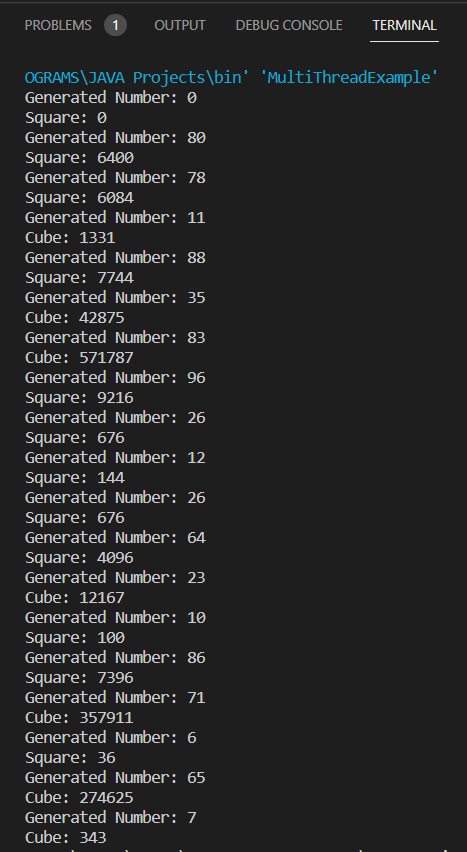 PROBLEMS 1 OUTPUT DEBUG CONSOLE TERMINAL
OGRAMS\JAVA Projects\bin' 'MultiThreadExample'
Generated Number: 0
Square: 0
Generated Number: 80
Square: 6400
Generated Number: 78
Square: 6084
Generated Number: 11
Cube: 1331
Generated Number: 88
Square: 7744
Generated Number: 35
Cube: 42875
Generated Number: 83
Cube: 571787
Generated Number: 96
Square: 9216
Generated Number: 26
Square: 676
Generated Number: 12
Square: 144
Generated Number: 26
Square: 676
Generated Number: 64
Square: 4096
Generated Number: 23
Cube: 12167
Generated Number: 10
Square: 100
Generated Number: 86
Square: 7396
Generated Number: 71
Cube: 357911
Generated Number: 6
Square: 36
Generated Number: 65
Cube: 274625
Generated Number: 7
Cube: 343